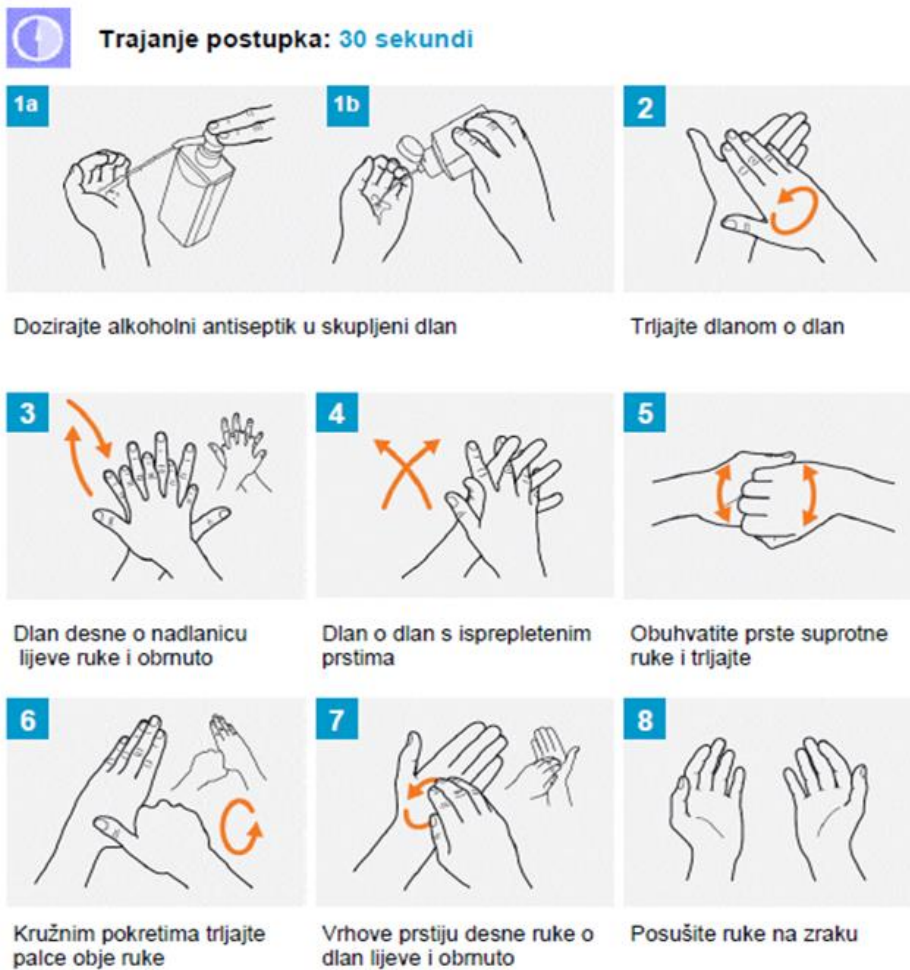 Trajanje postupka: 30 sekundi
1a
1b
2
Dozirajte alkoholni antiseptik u skupljeni dlan
Trljajte dlanom o dlan
3
4
5
Dlan desne o nadlanicu
lijeve ruke i obrnuto
Dlan o dlan s isprepletenim
prstima
Obuhvatite prste suprotne
ruke i trljajte
6
7
8
Kružnim pokretima trljajte
palce obje ruke
Vrhove prstiju desne ruke o
dlan lijeve i obrnuto
Posušite ruke na zraku